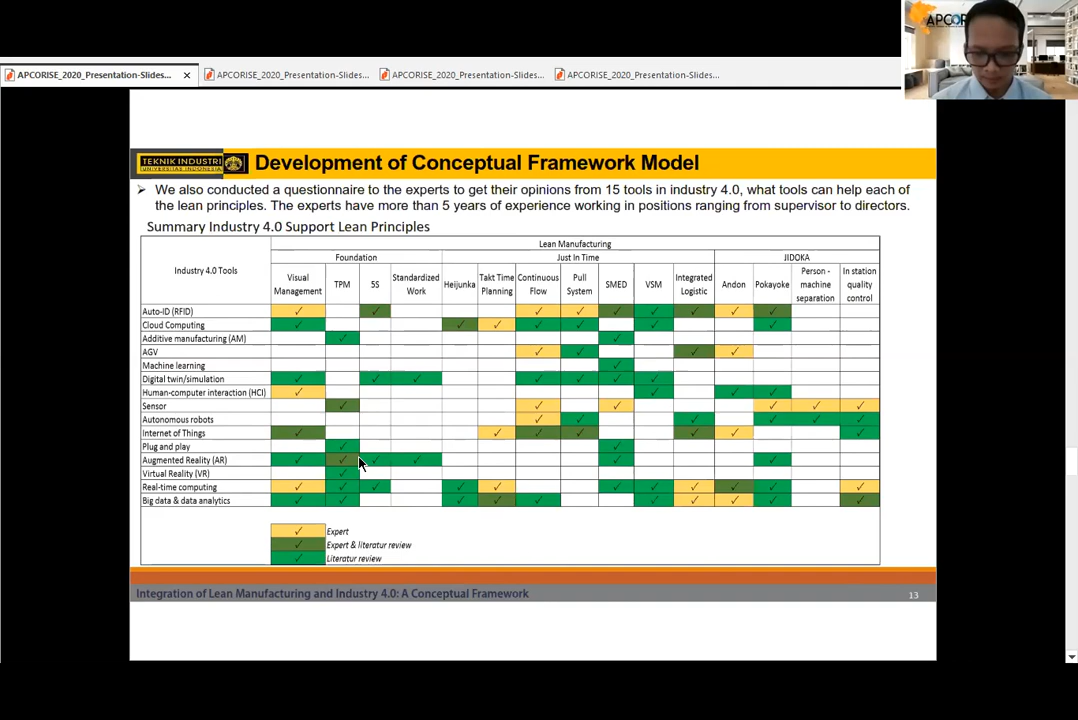 APCORISE_2020_Presentation-Slides...
APCORISE_2020_Presentation-Slides...
APCORISE_2020_Presentation-Slides...
APCORISE_2020_Presentation-Slides...
TEKNIK INDUSTRI
UNIVERSITAS INDONESIA
Development of Conceptual Framework Model
We also conducted a questionnaire to the experts to get their opinions from 15 tools in industry 4.0, what tools can help each of
the lean principles. The experts have more than 5 years of experience working in positions ranging from supervisor to directors.
Summary Industry 4.0 Support Lean Principles
Industry 4.0 Tools
Lean Manufacturing
Foundation
Just In Time
JIDOKA
Visual Management
TPM
5S
Standardized Work
Heijunka
Takt Time Planning
Continuous Flow
Pull System
SMED
VSM
Integrated Logistic
Andon
Pokayoke
Person - machine separation
In station quality control
Auto-ID (RFID) ✓ ✓ ✓ ✓ ✓ ✓ ✓ ✓ ✓
Cloud Computing ✓ ✓ ✓ ✓ ✓ ✓ ✓
Additive manufacturing (AM) ✓ ✓
AGV ✓ ✓ ✓ ✓
Machine learning ✓
Digital twin/simulation ✓ ✓ ✓ ✓ ✓ ✓ ✓
Human-computer interaction (HCI) ✓ ✓ ✓ ✓
Sensor ✓ ✓ ✓ ✓ ✓ ✓
Autonomous robots ✓ ✓ ✓ ✓ ✓ ✓
Internet of Things ✓ ✓ ✓ ✓ ✓ ✓ ✓
Plug and play ✓ ✓
Augmented Reality (AR) ✓ ✓ ✓ ✓ ✓ ✓
Virtual Reality (VR) ✓
Real-time computing ✓ ✓ ✓ ✓ ✓ ✓ ✓ ✓ ✓ ✓ ✓
Big data & data analytics ✓ ✓ ✓ ✓ ✓ ✓ ✓ ✓ ✓ ✓
✓ Expert
✓ Expert & literatur review
✓ Literatur review
Integration of Lean Manufacturing and Industry 4.0: A Conceptual Framework
13